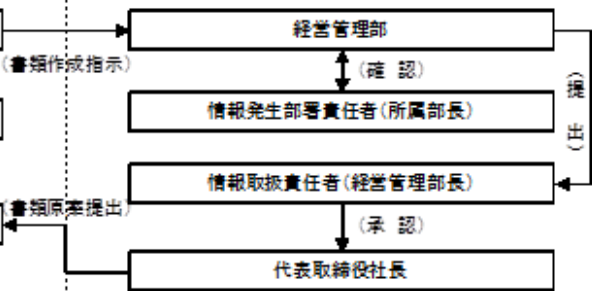 経営管理部
(書類作成指示)
(確 認)
(提 出)
情報発生部署責任者(所属部長)
情報取扱責任者(経営管理部長)
(書類原案提出)
(承 認)
代表取締役社長